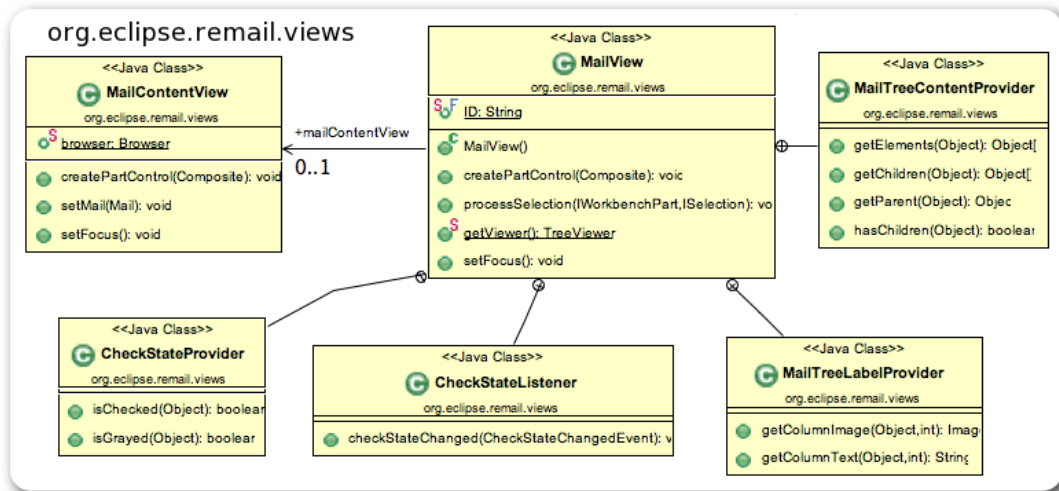 org.eclipse.remail.views
<<Java Class>>
MailContentView
org.eclipse.remail.views
browser: Browser
createPartControl(Composite): void
setMail(Mail): void
setFocus(): void
+mailContentView
0..1
<<Java Class>>
MailView
org.eclipse.remail.views
ID: String
MailView()
createPartControl(Composite): voic
processSelection(IWorkbenchPart,ISelection): vo
getViewer(): TreeViewer
setFocus(): void
<<Java Class>>
MailTreeContentProvider
org.eclipse.remail.views
getElements(Object): Object[
getChildren(Object): Object[
getParent(Object): Objec
hasChildren(Object): boolear
<<Java Class>>
CheckStateProvider
org.eclipse.remail.views
isChecked(Object): boolear
isGrayed(Object): boolear
<<Java Class>>
CheckStateListener
org.eclipse.remail.views
checkStateChanged(CheckStateChangedEvent): v
<<Java Class>>
MailTreeLabelProvider
org.eclipse.remail.views
getColumnImage(Object,int): Imag
getColumnText(Object,int): String